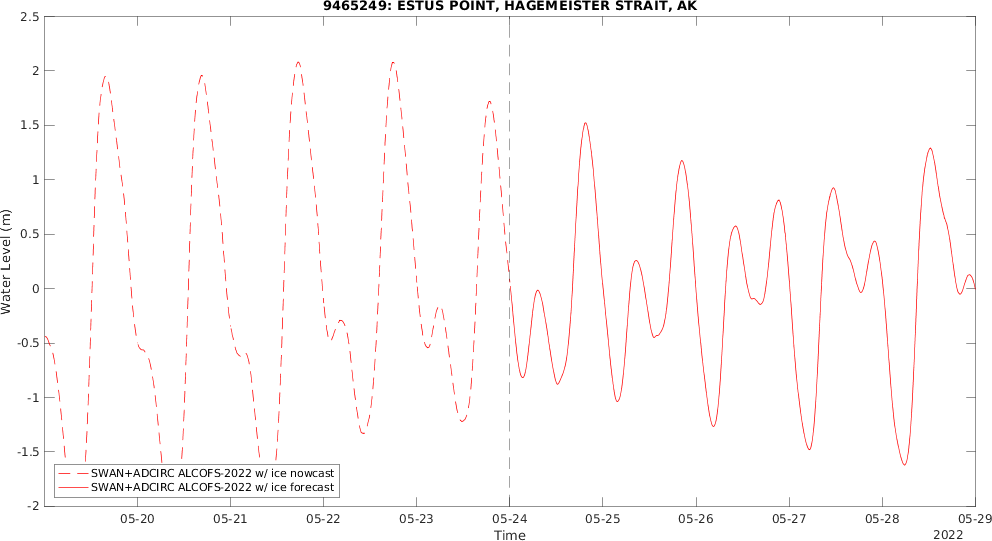 9465249: ESTUS POINT, HAGEMEISTER STRAIT, AK
2.5
2
1.5
1
0.5
0
-0.5
-1
-1.5
-2
Water Level (m)
SWAN+ADCIRC ALCOFS-2022 w/ ice nowcast
SWAN+ADCIRC ALCOFS-2022 w/ ice forecast
05-20 05-21 05-22 05-23 05-24 05-25 05-26 05-27 05-28 05-29
Time
2022